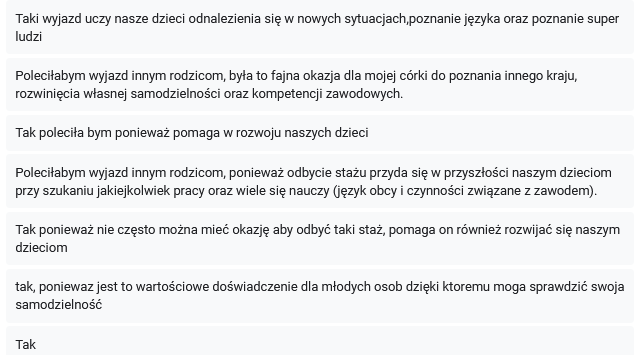 Taki wyjazd uczy nasze dzieci odnalezienia się w nowych sytuacjach,poznanie języka oraz poznanie super
ludzi
Poleciłabym wyjazd innym rodzicom, była to fajna okazja dla mojej córki do poznania innego kraju,
rozwinięcia własnej samodzielności oraz kompetencji zawodowych.
Tak poleciła bym ponieważ pomaga w rozwoju naszych dzieci
Poleciłabym wyjazd innym rodzicom, ponieważ odbycie stażu przyda się w przyszłości naszym dzieciom
przy szukaniu jakiejkolwiek pracy oraz wiele się nauczy (język obcy i czynności związane z zawodem).
Tak ponieważ nie często można mieć okazję aby odbyć taki staż, pomaga on również rozwijać się naszym
dzieciom
tak, poniewaz jest to wartościowe doświadczenie dla młodych osob dzięki ktoremu moga sprawdzić swoja
samodzielność
Tak